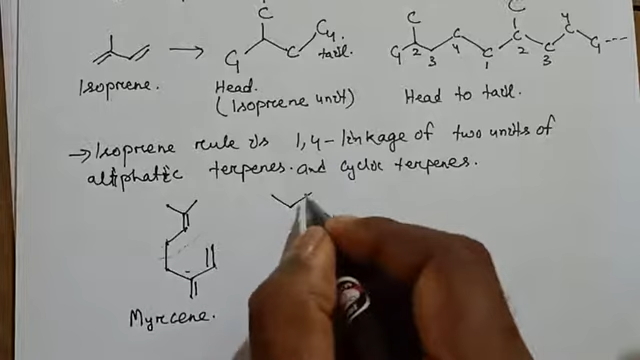 C C C
C₁ C C₄ tail. C₁ 2 3 C₄ C 1 C 2 C 3 C 4 C₁ ---
Isoprene. Head. Head to tail.
(Isoprene unit)
→ Isoprene rule is 1,4-linkage of two units of
aliphatic terpenes. and cyclic terpenes.
Myrcene.